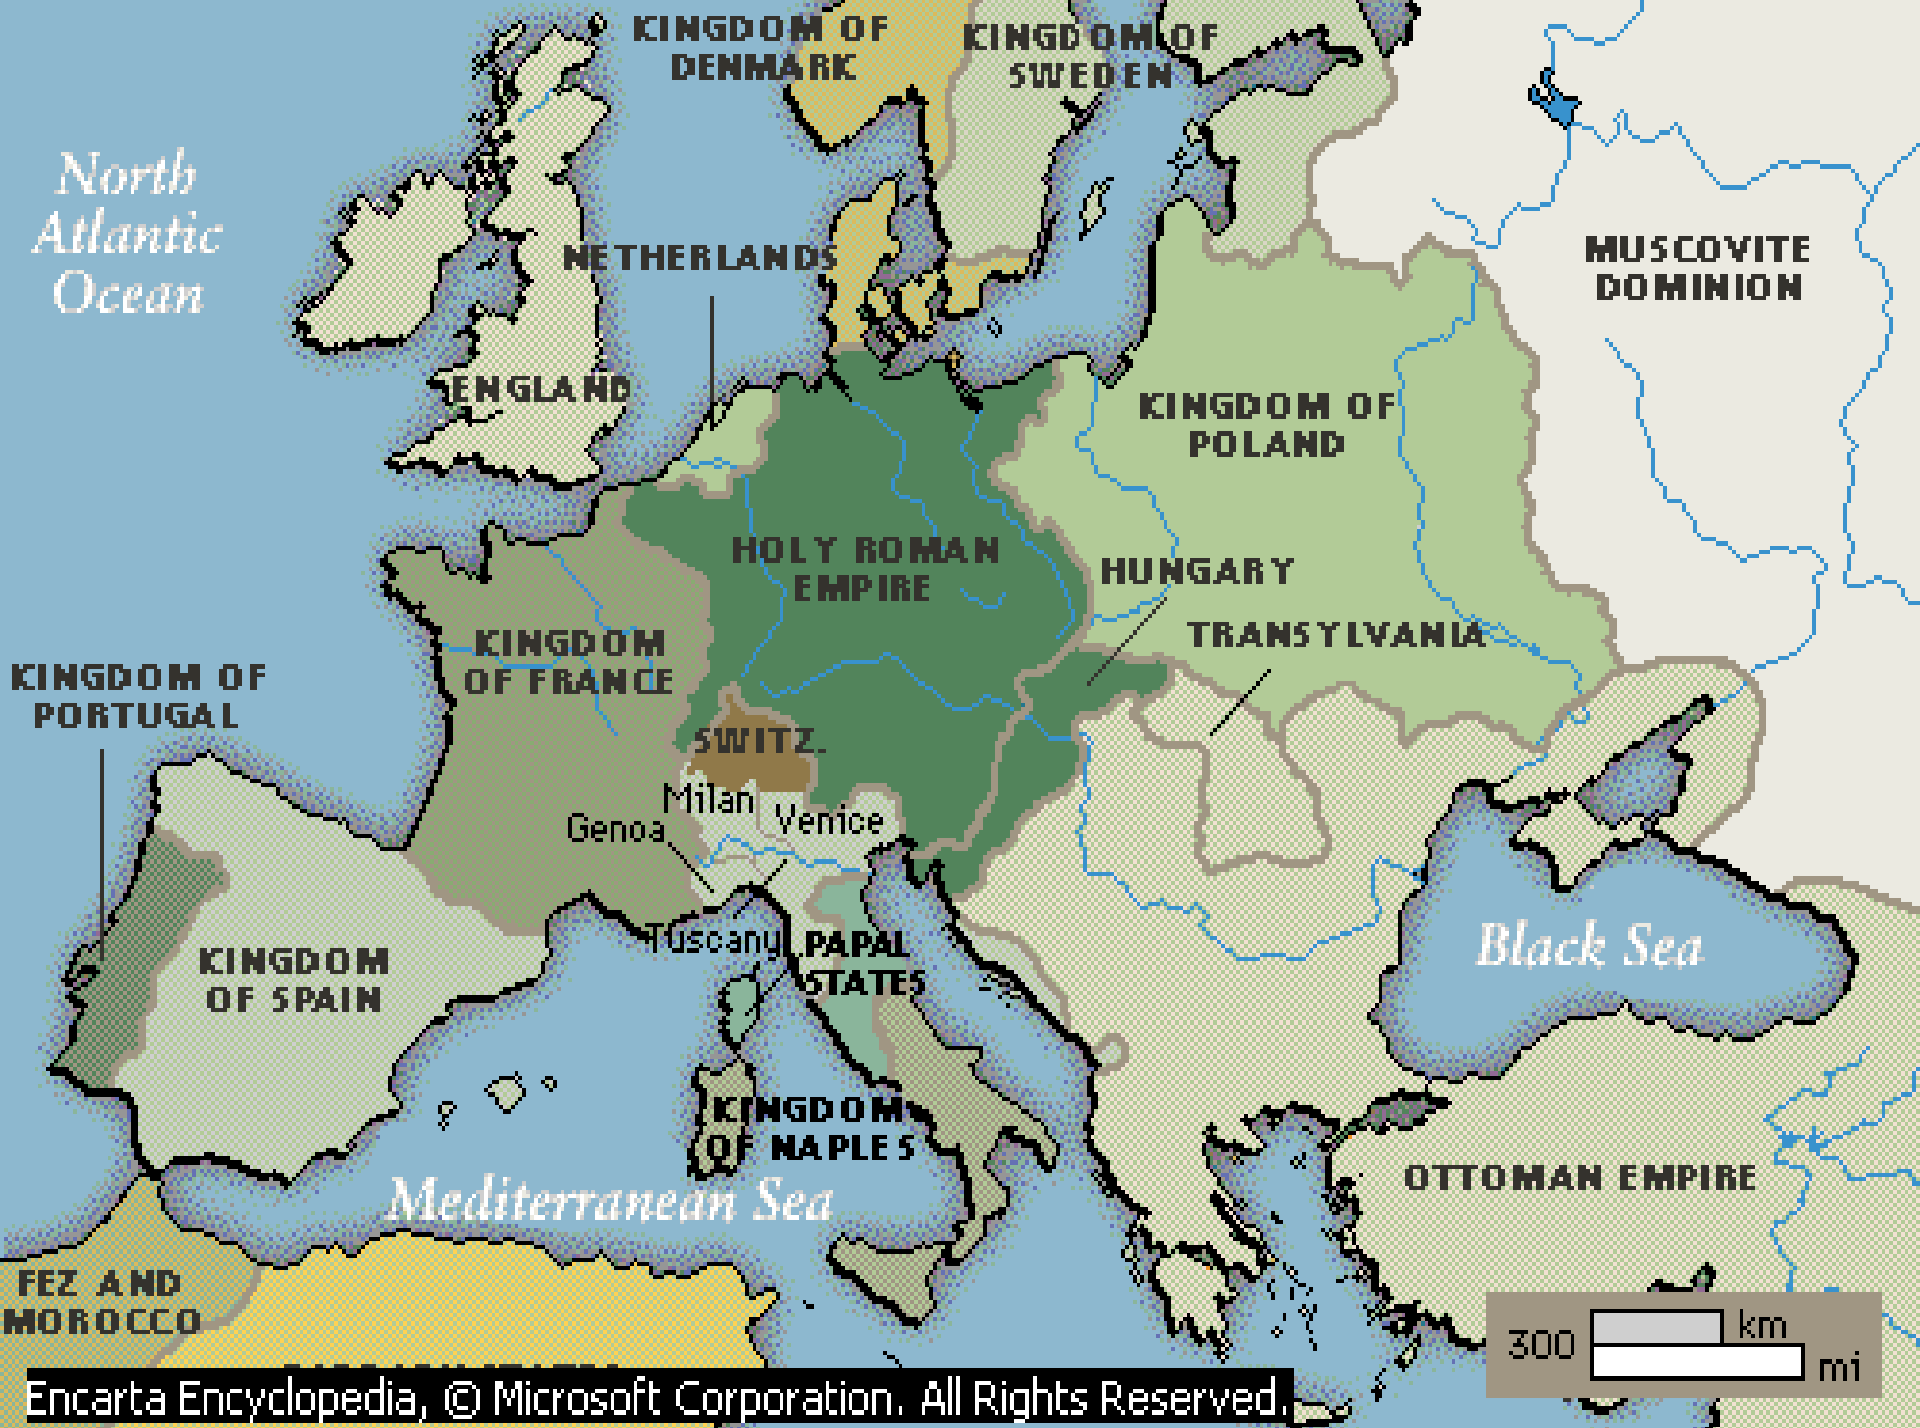 KINGDOM OF
DENMARK
KINGDOM OF
SWEDEN
North
Atlantic
Ocean
NETHERLANDS
MUSCOVITE
DOMINION
ENGLAND
KINGDOM OF
POLAND
HOLY ROMAN
EMPIRE
HUNGARY
TRANSYLVANIA
KINGDOM
OF FRANCE
KINGDOM OF
PORTUGAL
SWITZ.
Milan
Venice
Genoa
Tuscany
PAPAL
STATES
KINGDOM
OF SPAIN
Black Sea
KINGDOM
OF NAPLES
Mediterranean Sea
OTTOMAN EMPIRE
FEZ AND
MOROCCO
300
km
mi
Encarta Encyclopedia, © Microsoft Corporation. All Rights Reserved.